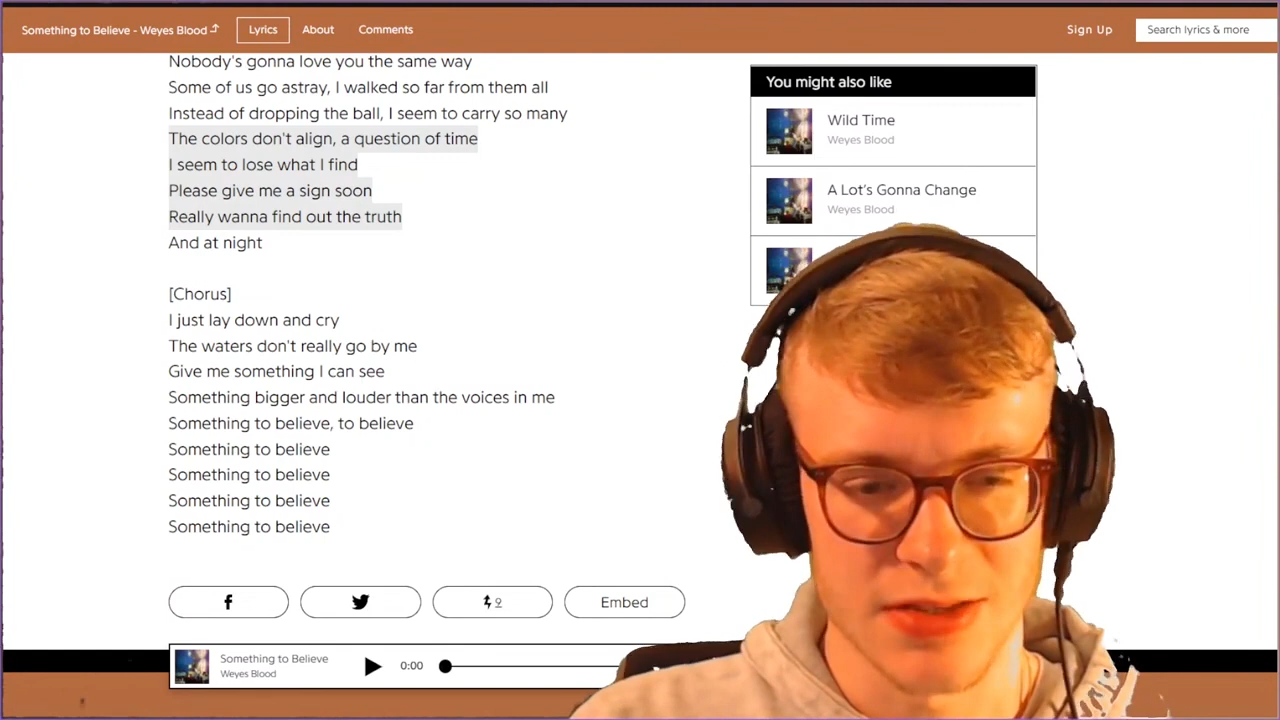 Something to Believe - Weyes Blood
Lyrics
About
Comments
Sign Up
Search lyrics & more
Nobody's gonna love you the same way
Some of us go astray, I walked so far from them all
Instead of dropping the ball, I seem to carry so many
The colors don't align, a question of time
I seem to lose what I find
Please give me a sign soon
Really wanna find out the truth
And at night
[Chorus]
I just lay down and cry
The waters don't really go by me
Give me something I can see
Something bigger and louder than the voices in me
Something to believe, to believe
Something to believe
Something to believe
Something to believe
Something to believe
You might also like
Wild Time
Weyes Blood
A Lot's Gonna Change
Weyes Blood
9
Embed
Something to Believe
Weyes Blood
0:00